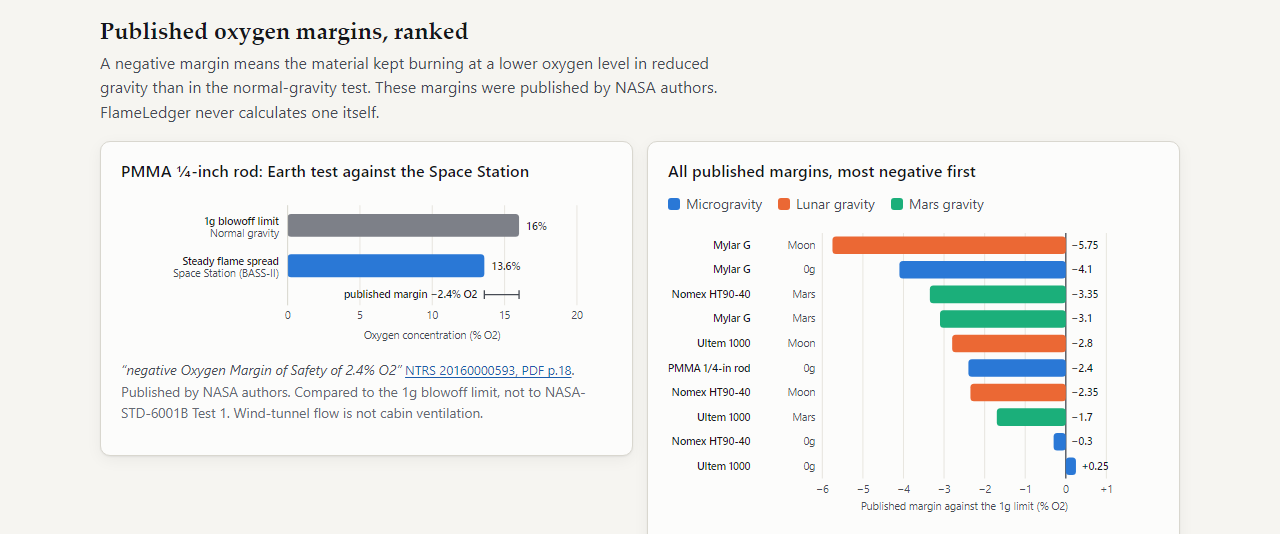 Published oxygen margins, ranked
A negative margin means the material kept burning at a lower oxygen level in reduced
gravity than in the normal-gravity test. These margins were published by NASA authors.
FlameLedger never calculates one itself.
PMMA ¼-inch rod: Earth test against the Space Station
1g blowoff limit
Normal gravity
16%
Steady flame spread
Space Station (BASS-II)
13.6%
published margin −2.4% O2
0 5 10 15 20
Oxygen concentration (% O2)
"negative Oxygen Margin of Safety of 2.4% O2" NTRS 20160000593, PDF p.18.
Published by NASA authors. Compared to the 1g blowoff limit, not to NASA-
STD-6001B Test 1. Wind-tunnel flow is not cabin ventilation.
All published margins, most negative first
Microgravity Lunar gravity Mars gravity
Mylar G Moon −5.75
Mylar G 0g −4.1
Nomex HT90-40 Mars −3.35
Mylar G Mars −3.1
Ultem 1000 Moon −2.8
PMMA 1/4-in rod 0g −2.4
Nomex HT90-40 Moon −2.35
Ultem 1000 Mars −1.7
Nomex HT90-40 0g −0.3
Ultem 1000 0g +0.25
−6 −5 −4 −3 −2 −1 0 +1
Published margin against the 1g limit (% O2)